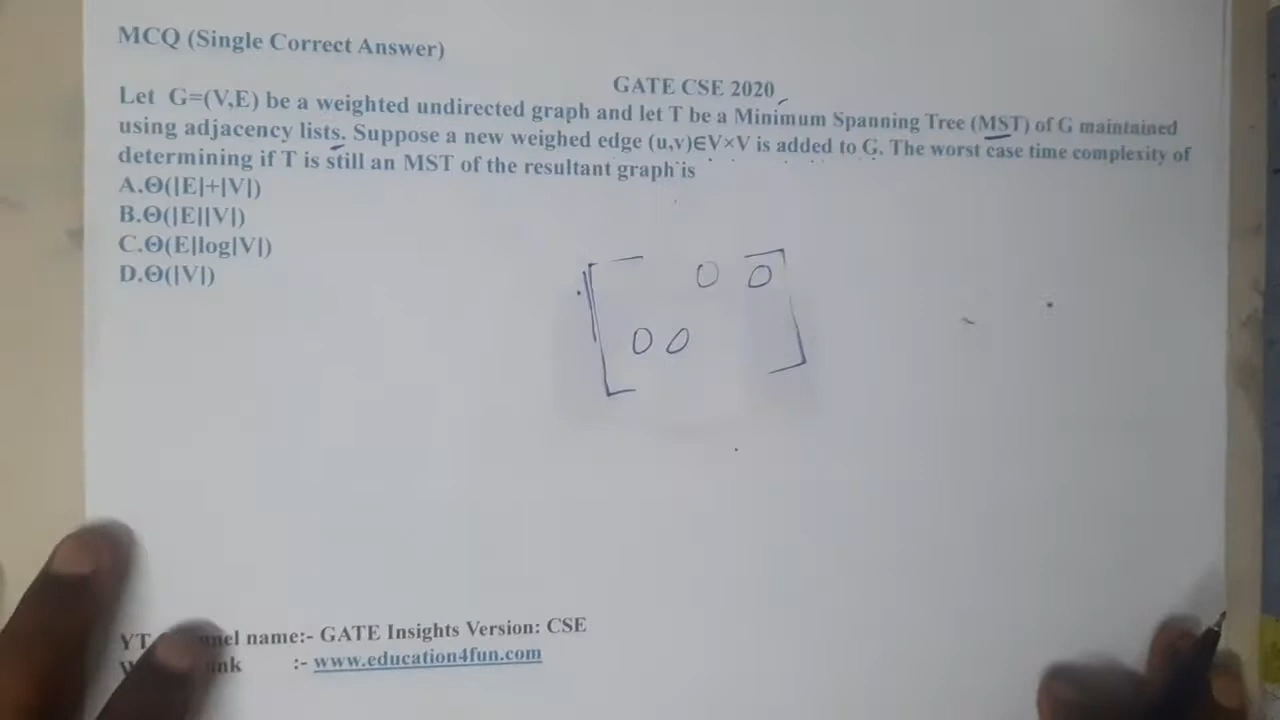 MCQ (Single Correct Answer)
GATE CSE 2020
Let G=(V,E) be a weighted undirected graph and let T be a Minimum Spanning Tree (MST) of G maintained
using adjacency lists. Suppose a new weighed edge (u,v)∈V×V is added to G. The worst case time complexity of
determining if T is still an MST of the resultant graph is
A.Θ(|E|+|V|)
B.Θ(|E||V|)
C.Θ(E|log|V|)
D.Θ(|V|)
0 0
0 0
YT name:- GATE Insights Version: CSE
:- www.education4fun.com